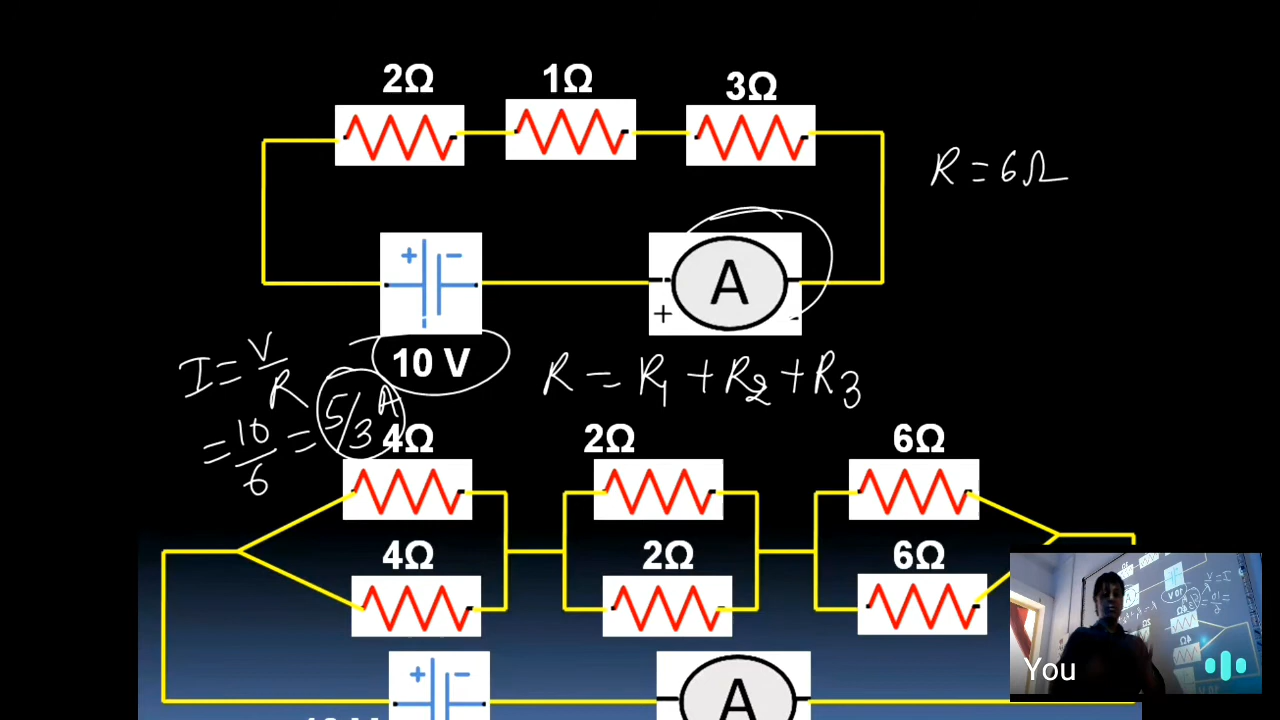 2Ω 1Ω 3Ω
R = 6Ω
+ − A
+ -
10 V
I = V/R
R = R1 + R2 + R3
= 10/6 = 5/3 A
4Ω 2Ω 6Ω
4Ω 2Ω 6Ω
You
+ − A